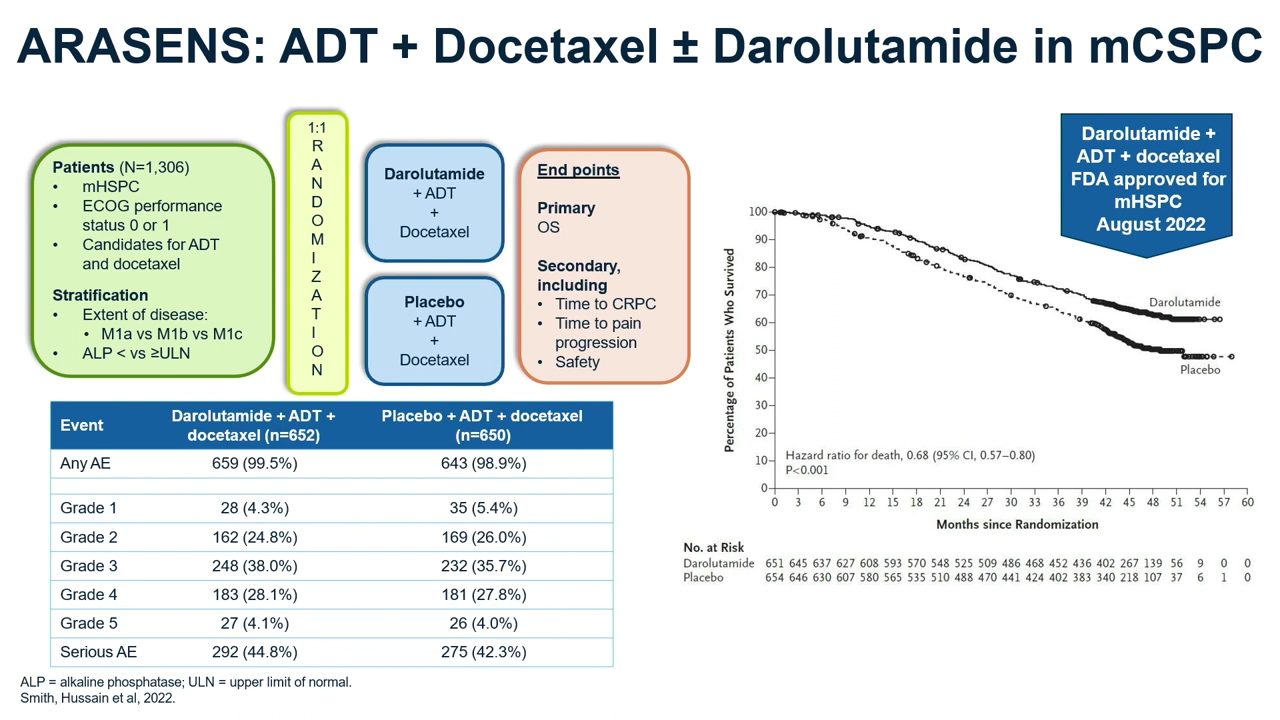 ARASENS: ADT + Docetaxel ± Darolutamide in mCSPC
Patients (N=1,306)
• mHSPC
• ECOG performance
status 0 or 1
• Candidates for ADT
and docetaxel
Stratification
• Extent of disease:
• M1a vs M1b vs M1c
• ALP < vs ≥ULN
1:1
R
A
N
D
O
M
I
Z
A
T
I
O
N
Darolutamide
+ ADT
+
Docetaxel
Placebo
+ ADT
+
Docetaxel
End points
Primary
OS
Secondary,
including
• Time to CRPC
• Time to pain
progression
• Safety
Darolutamide +
ADT + docetaxel
FDA approved for
mHSPC
August 2022
Percentage of Patients Who Survived
100
90
80
70
60
50
40
30
20
10
0
Darolutamide
Placebo
Hazard ratio for death, 0.68 (95% CI, 0.57–0.80)
P<0.001
0 3 6 9 12 15 18 21 24 27 30 33 36 39 42 45 48 51 54 57 60
Months since Randomization
No. at Risk
Darolutamide 651 645 637 627 608 593 570 548 525 509 486 468 452 436 402 267 139 56 9 0 0
Placebo 654 646 630 607 580 565 535 510 488 470 441 424 402 383 340 218 107 37 6 1 0
Event Darolutamide + ADT + docetaxel (n=652) Placebo + ADT + docetaxel (n=650)
Any AE 659 (99.5%) 643 (98.9%)
Grade 1 28 (4.3%) 35 (5.4%)
Grade 2 162 (24.8%) 169 (26.0%)
Grade 3 248 (38.0%) 232 (35.7%)
Grade 4 183 (28.1%) 181 (27.8%)
Grade 5 27 (4.1%) 26 (4.0%)
Serious AE 292 (44.8%) 275 (42.3%)
ALP = alkaline phosphatase; ULN = upper limit of normal.
Smith, Hussain et al, 2022.